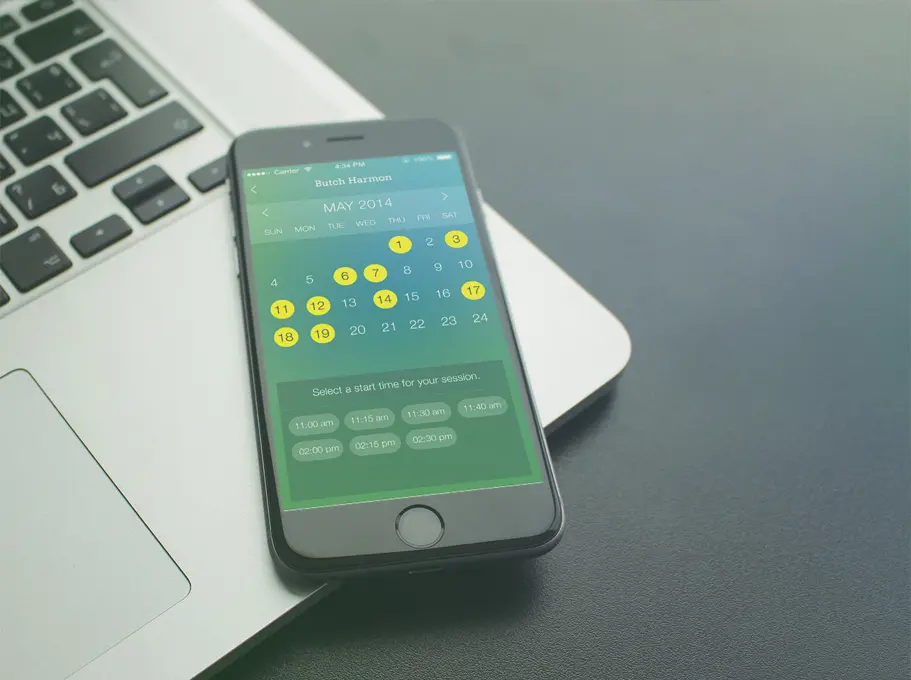 Carrier 4:34 PM 100%
Butch Harmon
MAY 2014
SUN MON TUE WED THU FRI SAT
1 2 3
4 5 6 7 8 9 10
11 12 13 14 15 16 17
18 19 20 21 22 23 24
Select a start time for your session.
11:00 am 11:15 am 11:30 am 11:40 am
02:00 pm 02:15 pm 02:30 pm